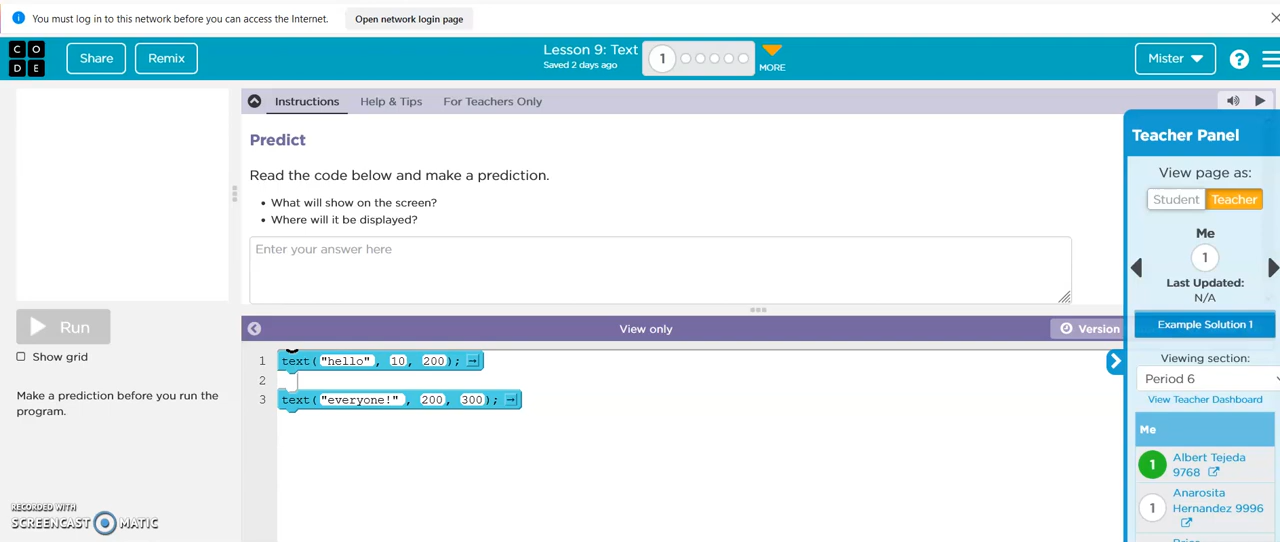 You must log in to this network before you can access the Internet.
Open network login page
C O
D E
Share
Remix
Lesson 9: Text
Saved 2 days ago
1
MORE
Mister
?
Instructions
Help & Tips
For Teachers Only
Predict
Read the code below and make a prediction.
• What will show on the screen?
• Where will it be displayed?
Enter your answer here
Run
Show grid
Make a prediction before you run the
program.
View only
Version
1 text("hello", 10, 200);
2
3 text("everyone!", 200, 300);
Teacher Panel
View page as:
Student
Teacher
Me
1
Last Updated:
N/A
Example Solution 1
Viewing section:
Period 6
View Teacher Dashboard
Me
1
Albert Tejeda
9768
1
Anarosita
Hernandez 9996
RECORDED WITH
SCREENCAST MATIC